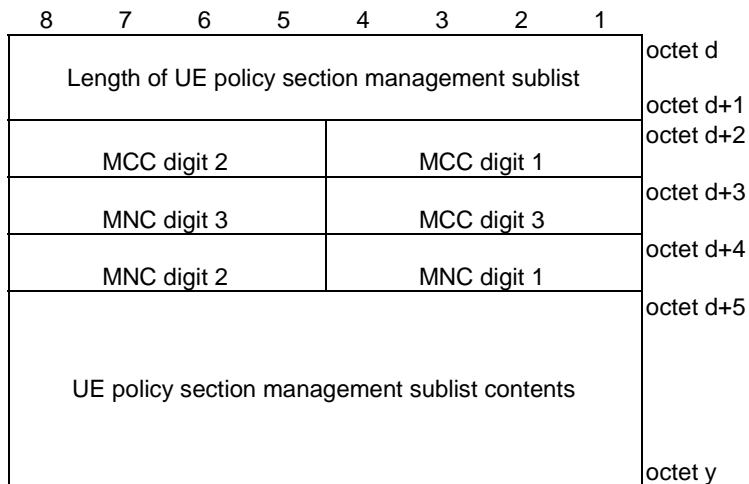 8 7 6 5 4 3 2 1
octet d
Length of UE policy section management sublist
octet d+1
octet d+2
MCC digit 2 MCC digit 1
octet d+3
MNC digit 3 MCC digit 3
octet d+4
MNC digit 2 MNC digit 1
octet d+5
UE policy section management sublist contents
octet y